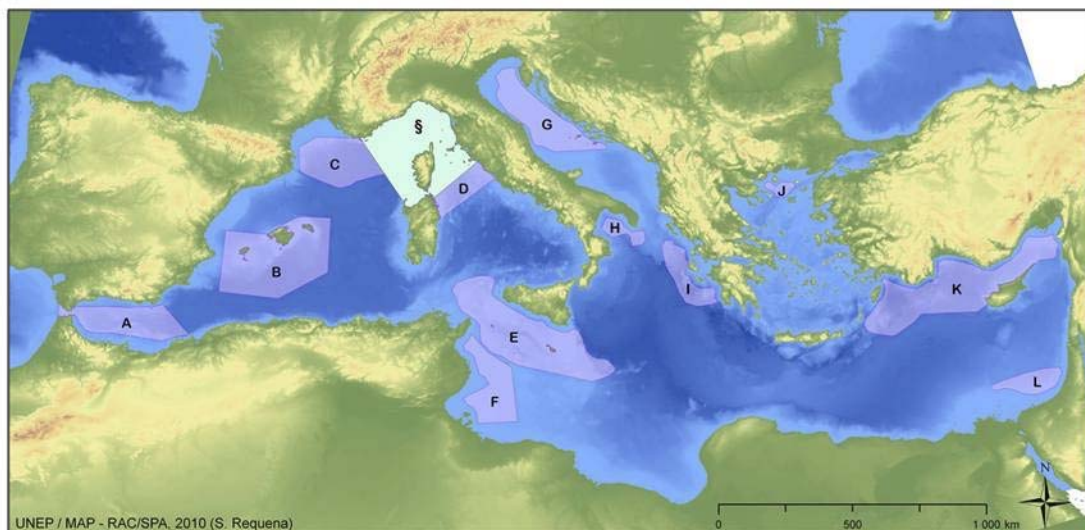 §
G
C
D
J
H
B
I
K
A
E
L
F
N
UNEP / MAP - RAC/SPA, 2010 (S. Requena)
0 500 1 000 km